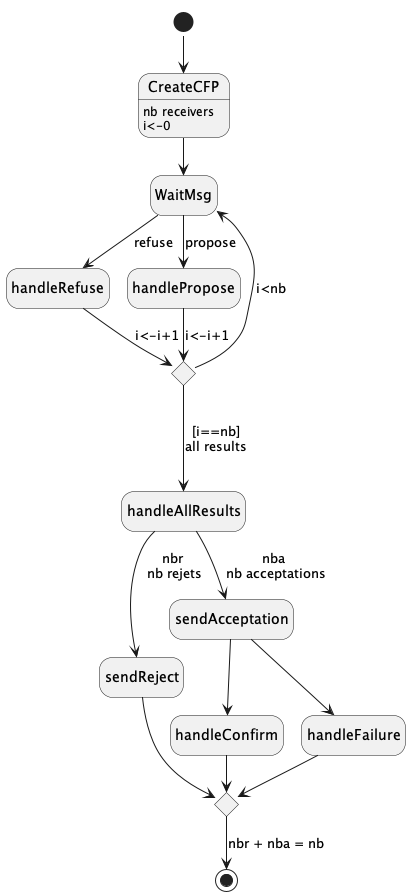 CreateCFP
nb receivers
i<-0
WaitMsg
refuse
propose
handleRefuse
handlePropose
i<nb
i<-i+1
i<-i+1
[i==nb]
all results
handleAllResults
nbr
nb rejets
nba
nb acceptations
sendAcceptation
sendReject
handleConfirm
handleFailure
nbr + nba = nb